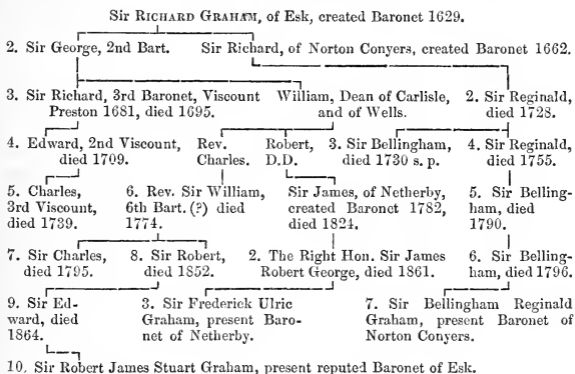 Sir RICHARD GRAHAM, of Esk, created Baronet 1629.
2. Sir George, 2nd Bart. Sir Richard, of Norton Conyers, created Baronet 1662.
3. Sir Richard, 3rd Baronet, Viscount William, Dean of Carlisle, 2. Sir Reginald,
Preston 1681, died 1695. and of Wells. died 1728.
4. Edward, 2nd Viscount, Rev. Robert, 3. Sir Bellingham, 4. Sir Reginald,
died 1709. Charles. D.D. died 1730 s. p. died 1755.
5. Charles, 6. Rev. Sir William, Sir James, of Netherby, 5. Sir Belling-
3rd Viscount, 6th Bart. (?) died created Baronet 1782, ham, died
died 1739. 1774. died 1824. 1790.
7. Sir Charles, 8. Sir Robert, 2. The Right Hon. Sir James 6. Sir Belling-
died 1795. died 1852. Robert George, died 1861. ham, died 1796.
9. Sir Ed- 3. Sir Frederick Ulric 7. Sir Bellingham Reginald
ward, died Graham, present Baro- Graham, present Baronet of
1864. net of Netherby. Norton Conyers.
10. Sir Robert James Stuart Graham, present reputed Baronet of Esk.